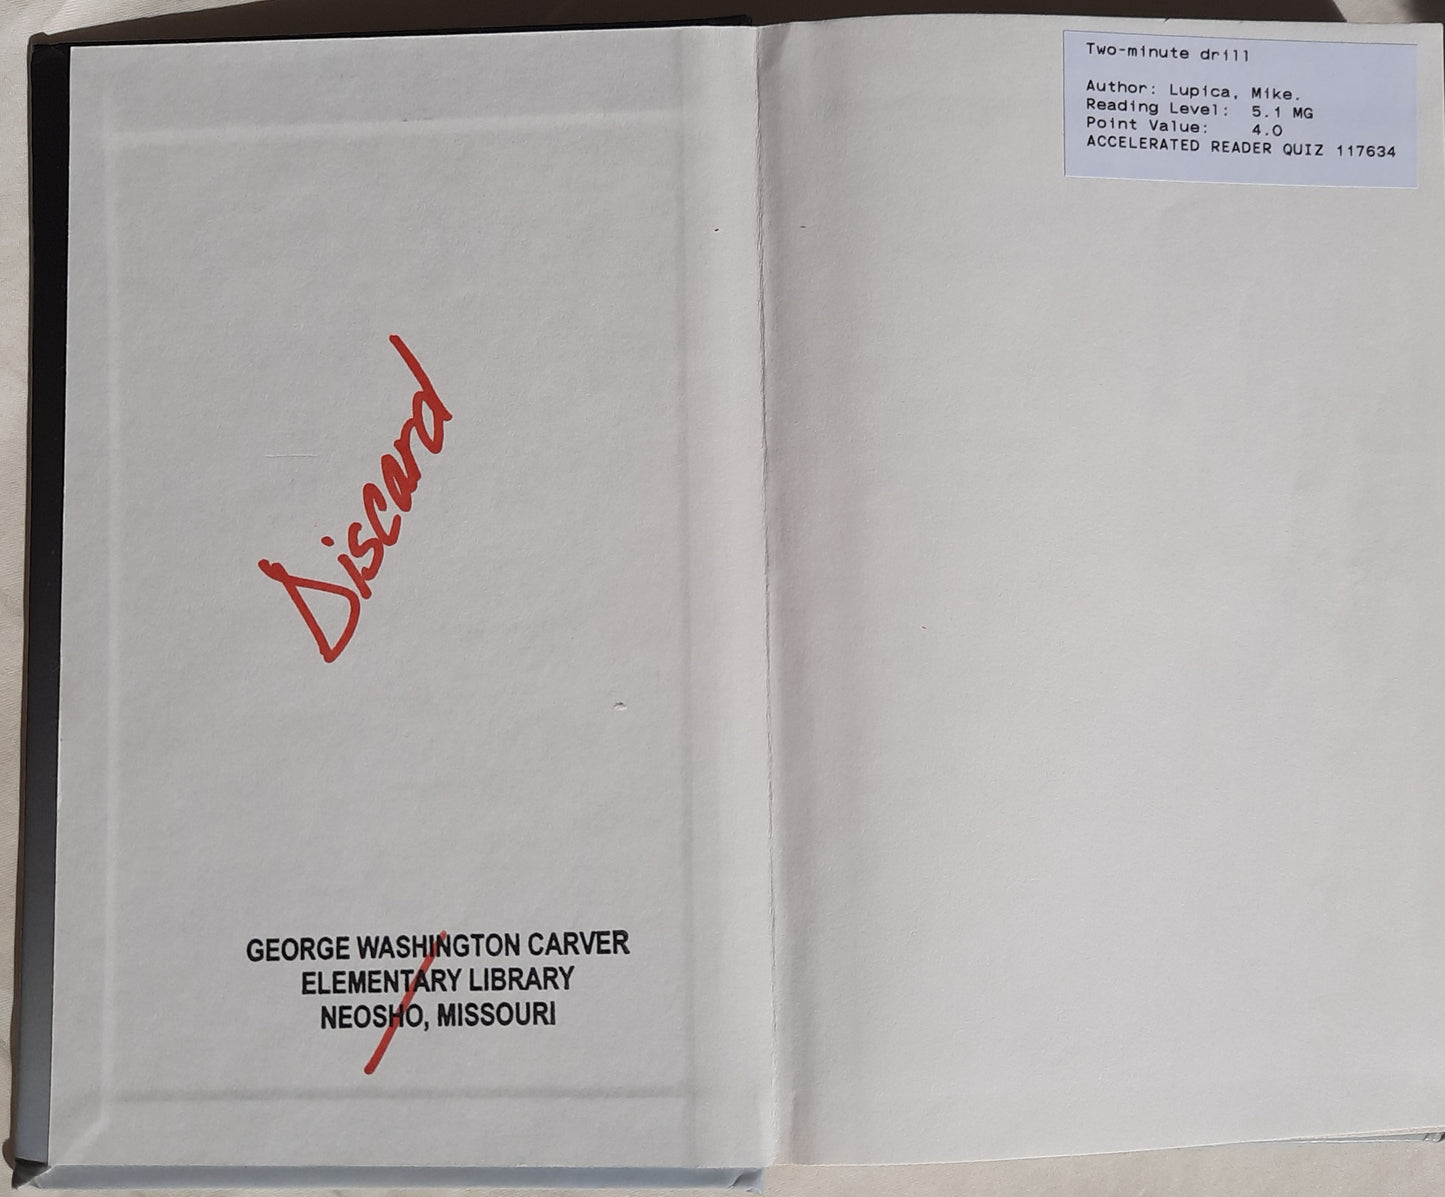 Discard
GEORGE WASHINGTON CARVER
ELEMENTARY LIBRARY
NEOSHO, MISSOURI
Two-minute drill
Author: Lupica, Mike.
Reading Level: 5.1 MG
Point Value: 4.0
ACCELERATED READER QUIZ 117634